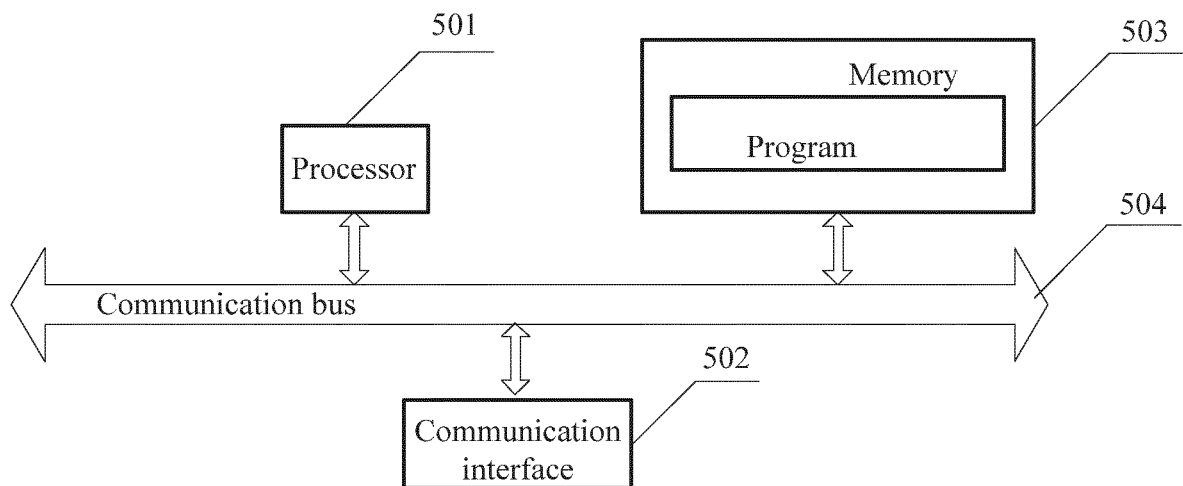 501
503
Memory
Program
Processor
504
Communication bus
502
Communication
interface